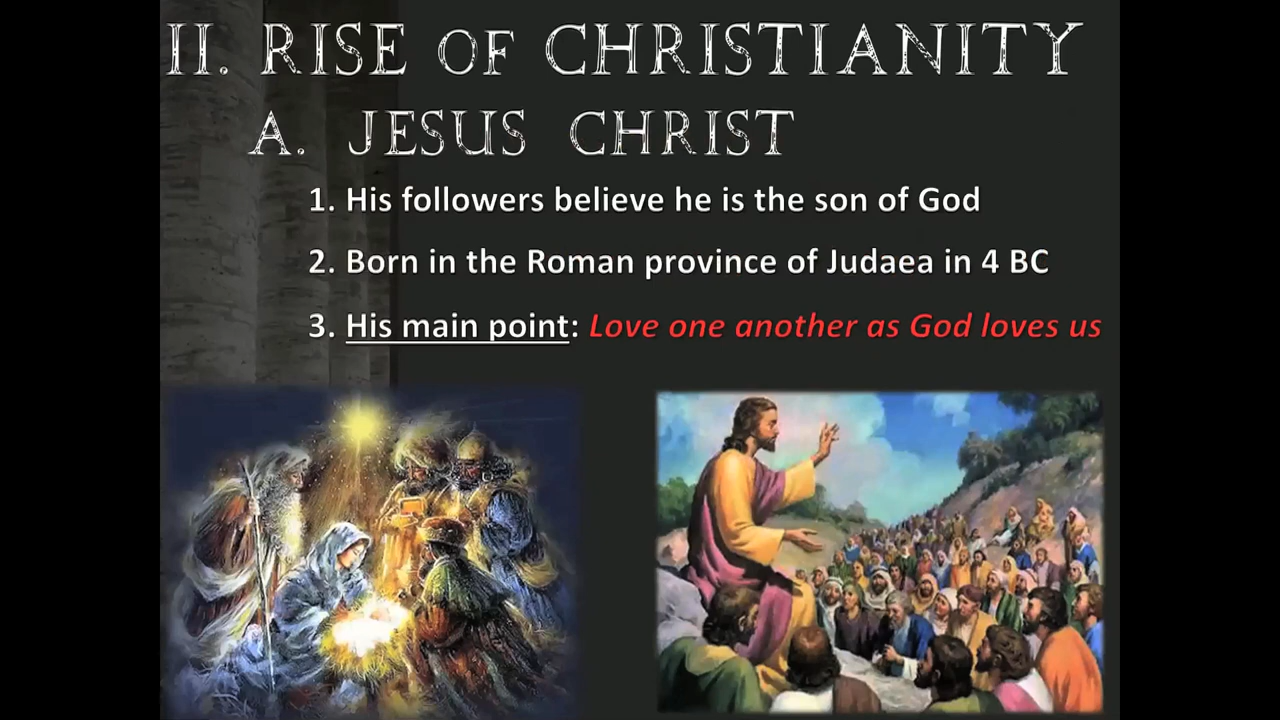 II. RISE OF CHRISTIANITY
A. JESUS CHRIST
1. His followers believe he is the son of God
2. Born in the Roman province of Judaea in 4 BC
3. His main point: Love one another as God loves us